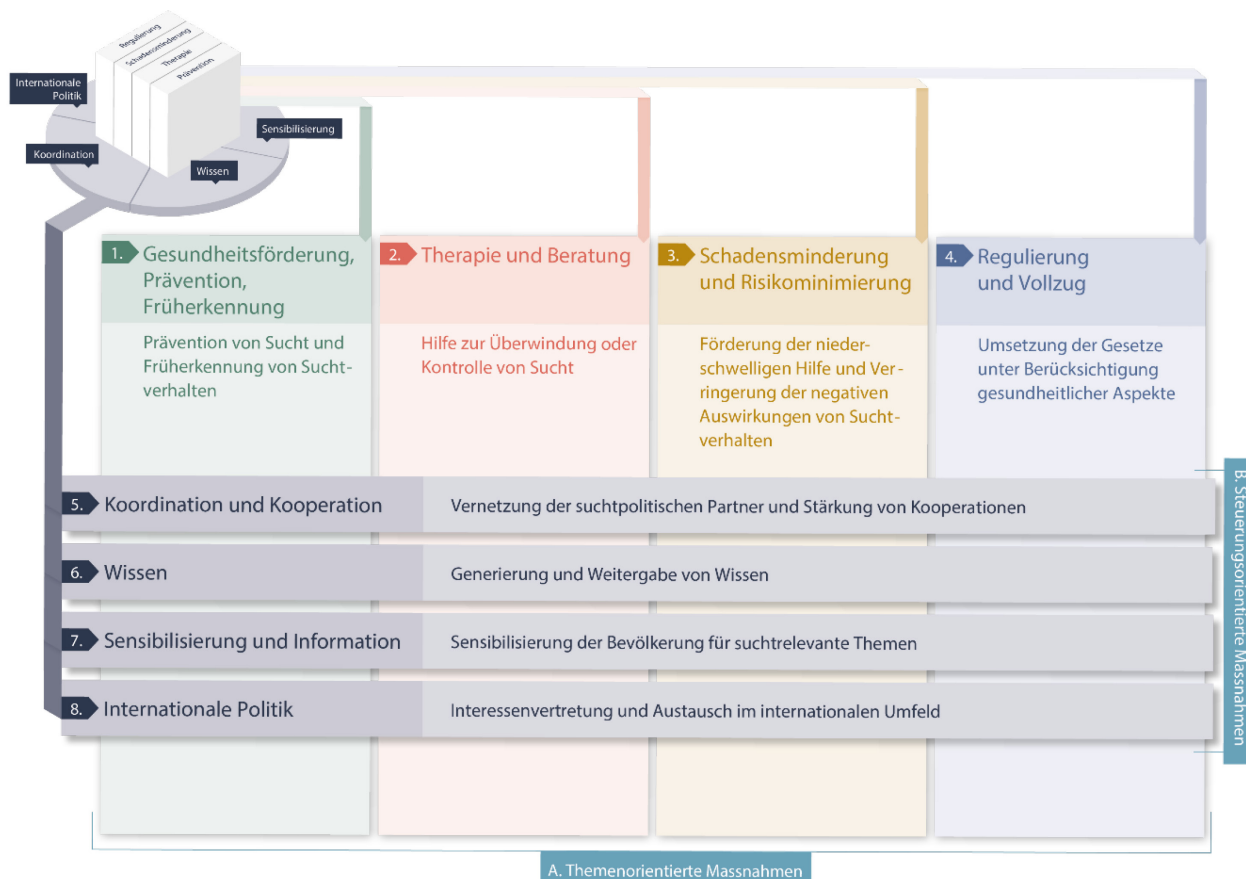 Regulierung
Schadensminderung
Therapie
Prävention
Internationale
Politik
Sensibilisierung
Koordination
Wissen
1. Gesundheitsförderung,
Prävention,
Früherkennung
Prävention von Sucht und
Früherkennung von Sucht-
verhalten
2. Therapie und Beratung
Hilfe zur Überwindung oder
Kontrolle von Sucht
3. Schadensminderung
und Risikominimierung
Förderung der nieder-
schwelligen Hilfe und Ver-
ringerung der negativen
Auswirkungen von Sucht-
verhalten
4. Regulierung
und Vollzug
Umsetzung der Gesetze
unter Berücksichtigung
gesundheitlicher Aspekte
5. Koordination und Kooperation
Vernetzung der suchtpolitischen Partner und Stärkung von Kooperationen
6. Wissen
Generierung und Weitergabe von Wissen
7. Sensibilisierung und Information
Sensibilisierung der Bevölkerung für suchtrelevante Themen
8. Internationale Politik
Interessenvertretung und Austausch im internationalen Umfeld
B. Steuerungsorientierte Massnahmen
A. Themenorientierte Massnahmen